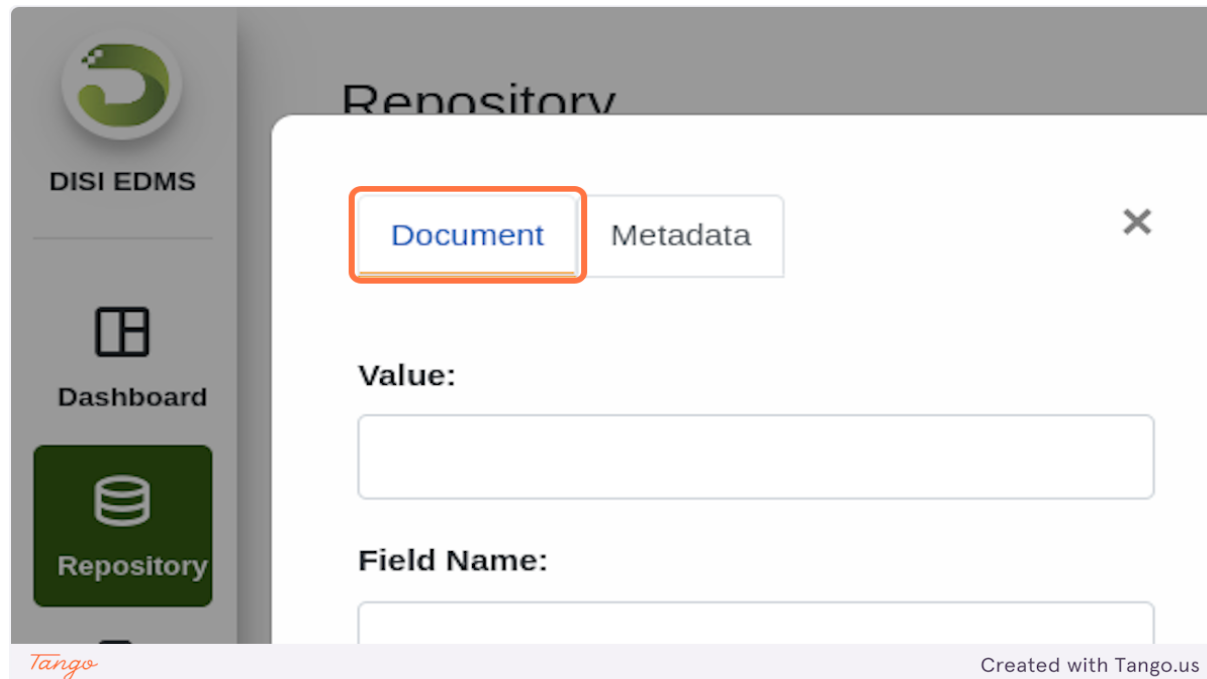 Repository
DISI EDMS
Document Metadata
Dashboard
Value:
Repository
Field Name:
Tango
Created with Tango.us